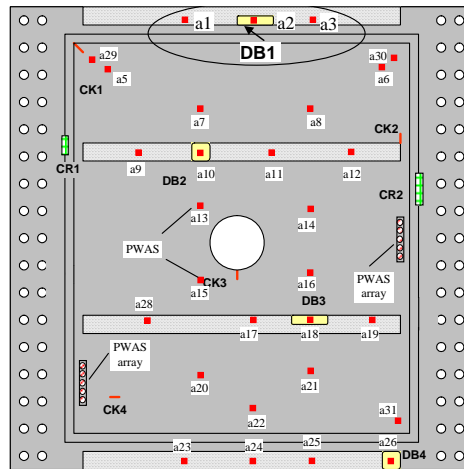 a1 a2 a3
DB1
a29
a5
a30
a6
CK1
a7 a8
CK2
a9 a10 a11 a12
CR1
DB2
CR2
a13
a14
PWAS
CK3
a15
a16
PWAS
array
DB3
a28
a17 a18 a19
PWAS
array
a20
a21
CK4
a22
a31
a23 a24 a25 a26
DB4